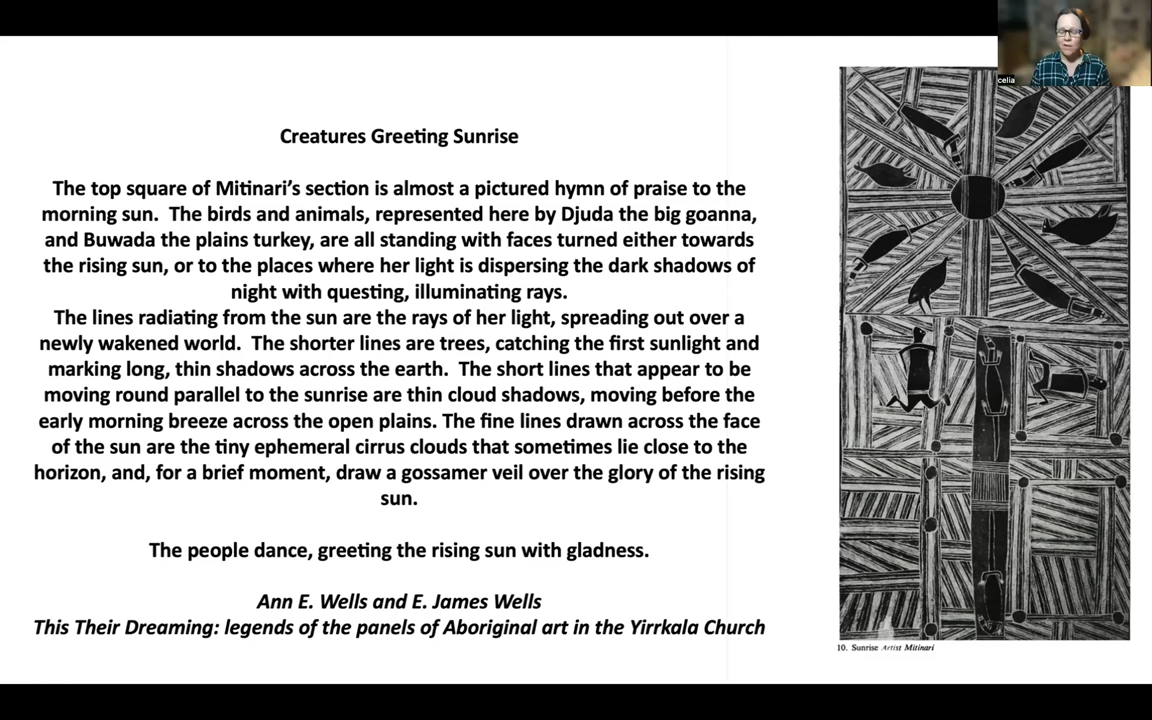 celia
Creatures Greeting Sunrise
The top square of Mitinari's section is almost a pictured hymn of praise to the
morning sun.  The birds and animals, represented here by Djuda the big goanna,
and Buwada the plains turkey, are all standing with faces turned either towards
the rising sun, or to the places where her light is dispersing the dark shadows of
night with questing, illuminating rays.
The lines radiating from the sun are the rays of her light, spreading out over a
newly wakened world.  The shorter lines are trees, catching the first sunlight and
marking long, thin shadows across the earth.  The short lines that appear to be
moving round parallel to the sunrise are thin cloud shadows, moving before the
early morning breeze across the open plains. The fine lines drawn across the face
of the sun are the tiny ephemeral cirrus clouds that sometimes lie close to the
horizon, and, for a brief moment, draw a gossamer veil over the glory of the rising
sun.
The people dance, greeting the rising sun with gladness.
Ann E. Wells and E. James Wells
This Their Dreaming: legends of the panels of Aboriginal art in the Yirrkala Church
10. Sunrise Artist Mitinari